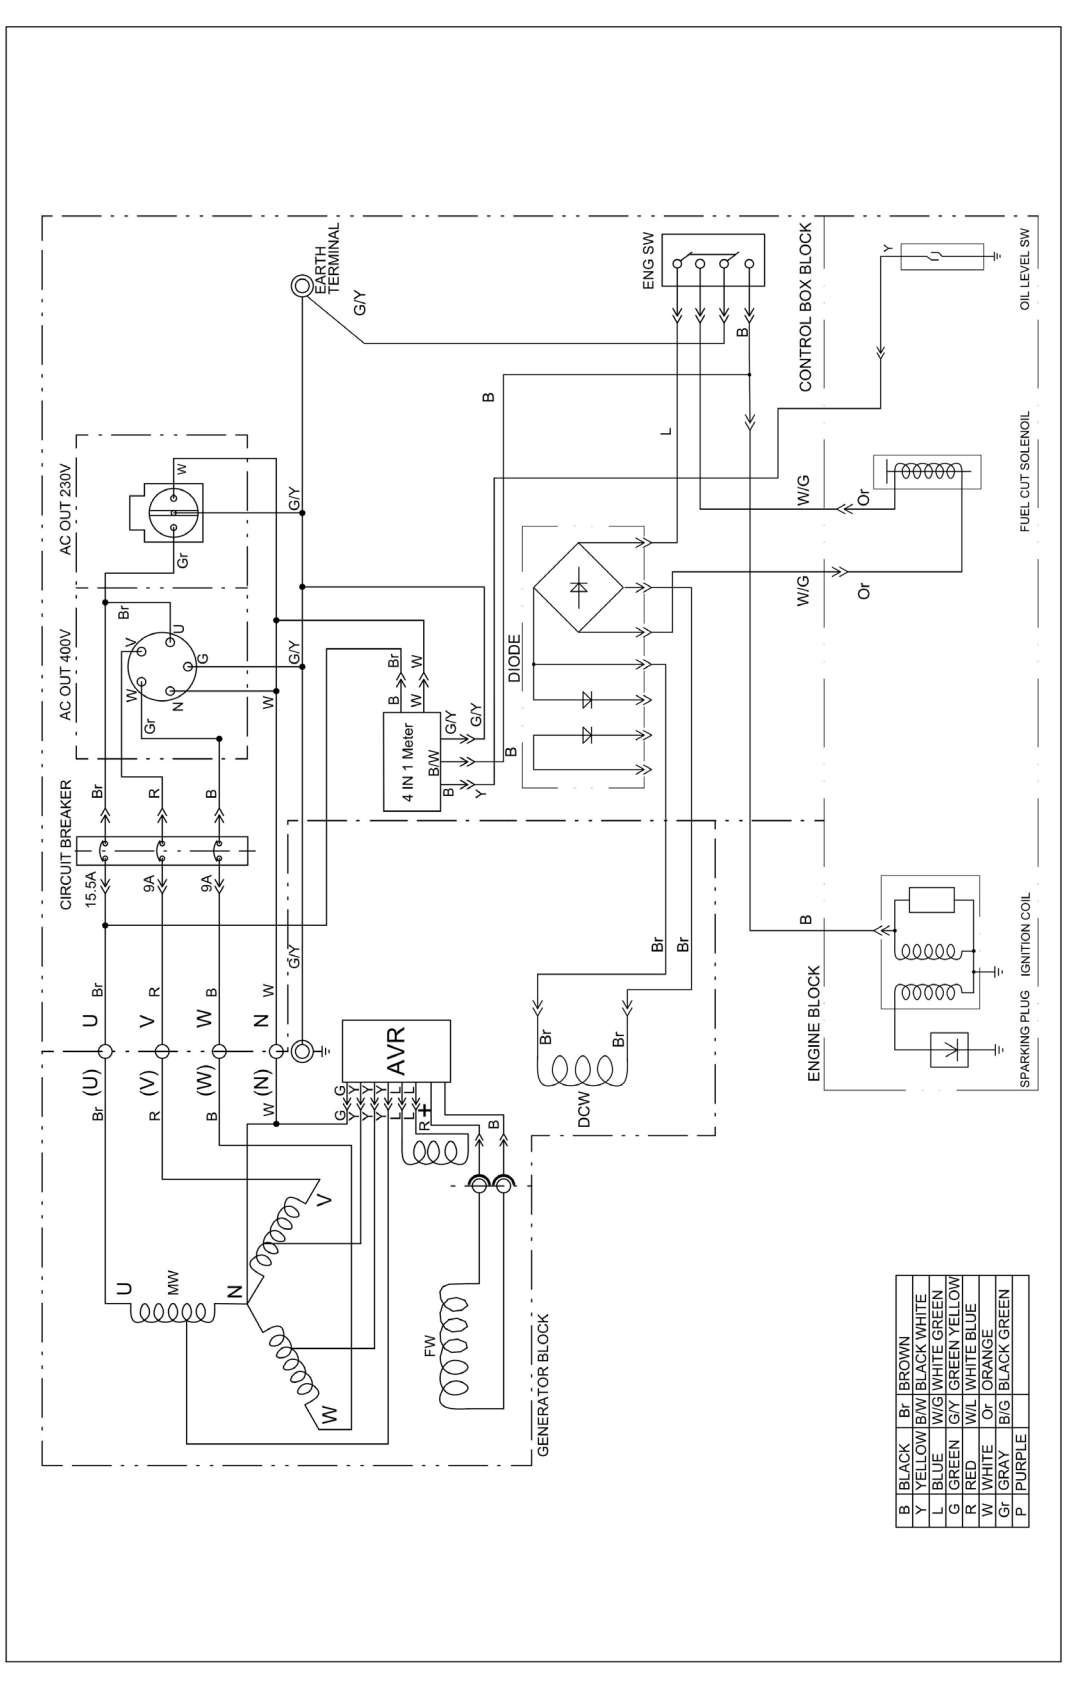 EARTH
TERMINAL
G/Y
ENG SW
B
CONTROL BOX BLOCK
Y
OIL LEVEL SW
AC OUT 230V
W
Gr
G/Y
B
L
W/G
Or
FUEL CUT SOLENOIL
AC OUT 400V
Br
V
U
W
G
N
Gr
G/Y
W
Br
W
B
W
4 IN 1 Meter
G/Y
G/Y
B/W
B
B
Y
DIODE
W/G
Or
CIRCUIT BREAKER
Br
R
B
15.5A
9A
9A
G/Y
Br
R
B
W
U
V
W
N
Br
Br
B
(U)
(V)
(W)
(N)
Br
R
B
W
AVR
G
Y
Y
Y
L
L
G
Y
Y
Y
L
L
+
R
B
Br
Br
DCW
ENGINE BLOCK
SPARKING PLUG
IGNITION COIL
U
MW
N
V
W
FW
GENERATOR BLOCK
B BLACK Br BROWN
Y YELLOW B/W BLACK WHITE
L BLUE W/G WHITE GREEN
G GREEN G/Y GREEN YELLOW
R RED W/L WHITE BLUE
W WHITE Or ORANGE
Gr GRAY B/G BLACK GREEN
P PURPLE